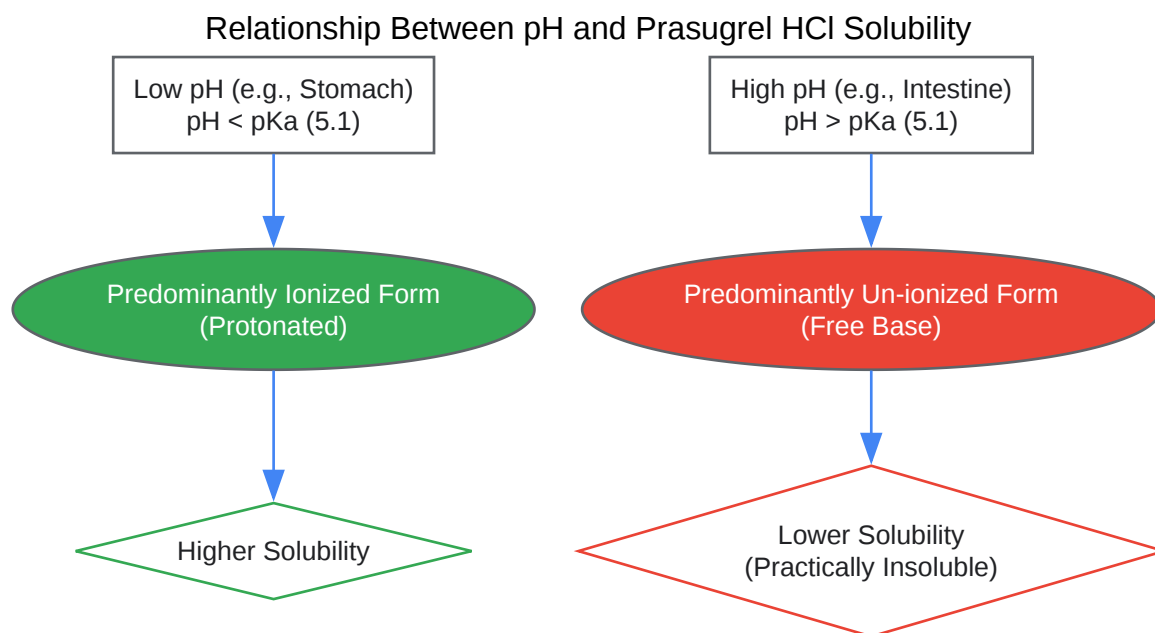 Relationship Between pH and Prasugrel HCl Solubility
Low pH (e.g., Stomach)
pH < pKa (5.1)
Predominantly Ionized Form
(Protonated)
Higher Solubility
High pH (e.g., Intestine)
pH > pKa (5.1)
Predominantly Un-ionized Form
(Free Base)
Lower Solubility
(Practically Insoluble)